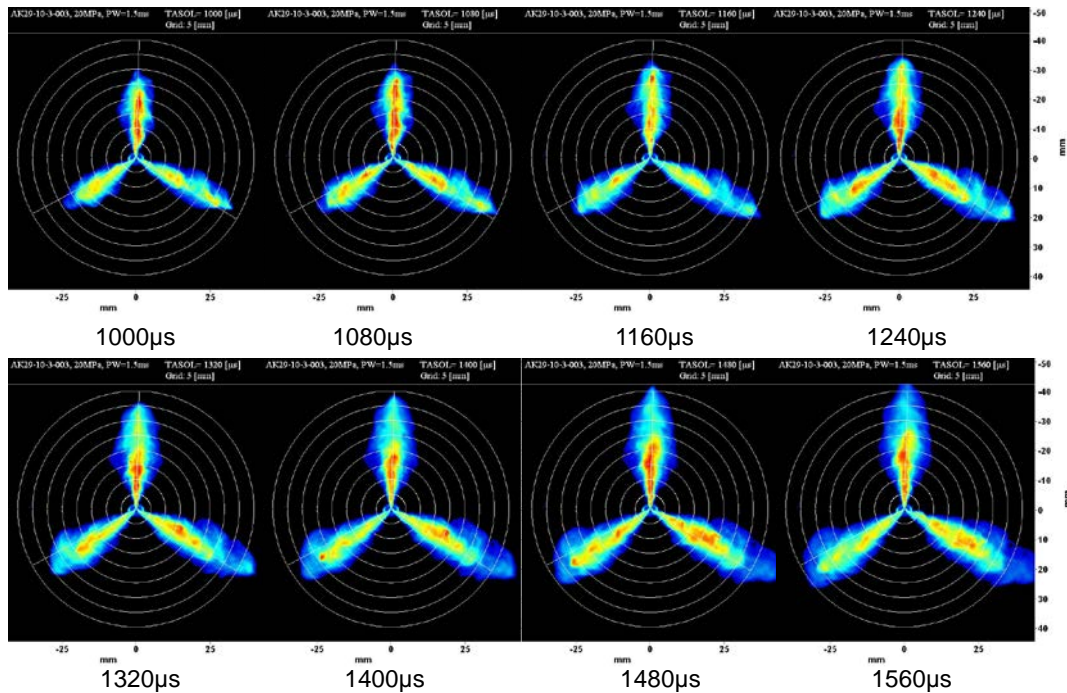 AK29-10-3-003, 20MPa, PW=1.5ms TASOL= 1000 [µs]
Grid: 5 [mm]
AK29-10-3-003, 20MPa, PW=1.5ms TASOL= 1080 [µs]
Grid: 5 [mm]
AK29-10-3-003, 20MPa, PW=1.5ms TASOL= 1160 [µs]
Grid: 5 [mm]
AK29-10-3-003, 20MPa, PW=1.5ms TASOL= 1240 [µs]
Grid: 5 [mm]
-50
-40
-30
-20
-10
0
10
20
30
40
mm
-25 0 25
mm
-25 0 25
mm
-25 0 25
mm
-25 0 25
mm
1000µs 1080µs 1160µs 1240µs
AK29-10-3-003, 20MPa, PW=1.5ms TASOL= 1320 [µs]
Grid: 5 [mm]
AK29-10-3-003, 20MPa, PW=1.5ms TASOL= 1400 [µs]
Grid: 5 [mm]
AK29-10-3-003, 20MPa, PW=1.5ms TASOL= 1480 [µs]
Grid: 5 [mm]
AK29-10-3-003, 20MPa, PW=1.5ms TASOL= 1560 [µs]
Grid: 5 [mm]
-50
-40
-30
-20
-10
0
10
20
30
40
mm
-25 0 25
mm
-25 0 25
mm
-25 0 25
mm
-25 0 25
mm
1320µs 1400µs 1480µs 1560µs